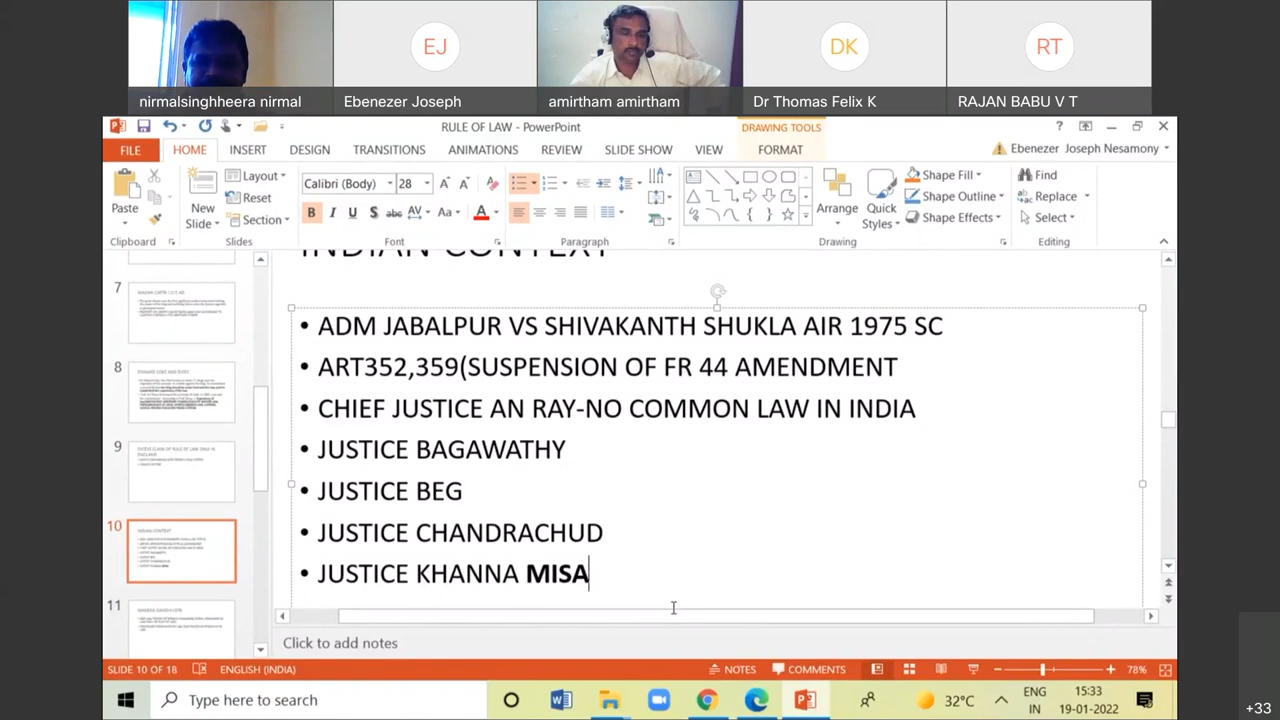 EJ
DK
RT
nirmalsinghheera nirmal
Ebenezer Joseph
amirtham amirtham
Dr Thomas Felix K
RAJAN BABU V T
RULE OF LAW - PowerPoint
DRAWING TOOLS
FILE HOME INSERT DESIGN TRANSITIONS ANIMATIONS REVIEW SLIDE SHOW VIEW FORMAT
Ebenezer Joseph Nesamony
Paste
New Slide
Layout
Reset
Section
Calibri (Body) 28
B I U S abc AV Aa A
Arrange
Quick Styles
Shape Fill
Shape Outline
Shape Effects
Find
Replace
Select
Clipboard Slides Font Paragraph Drawing Editing
INDIAN CONTEXT
• ADM JABALPUR VS SHIVAKANTH SHUKLA AIR 1975 SC
• ART352,359(SUSPENSION OF FR 44 AMENDMENT
• CHIEF JUSTICE AN RAY-NO COMMON LAW IN INDIA
• JUSTICE BAGAWATHY
• JUSTICE BEG
• JUSTICE CHANDRACHUD
• JUSTICE KHANNA MISA
7
8
9
10
11
Click to add notes
SLIDE 10 OF 18 ENGLISH (INDIA) NOTES COMMENTS 78%
Type here to search
32°C
ENG
IN
15:33
19-01-2022
+33